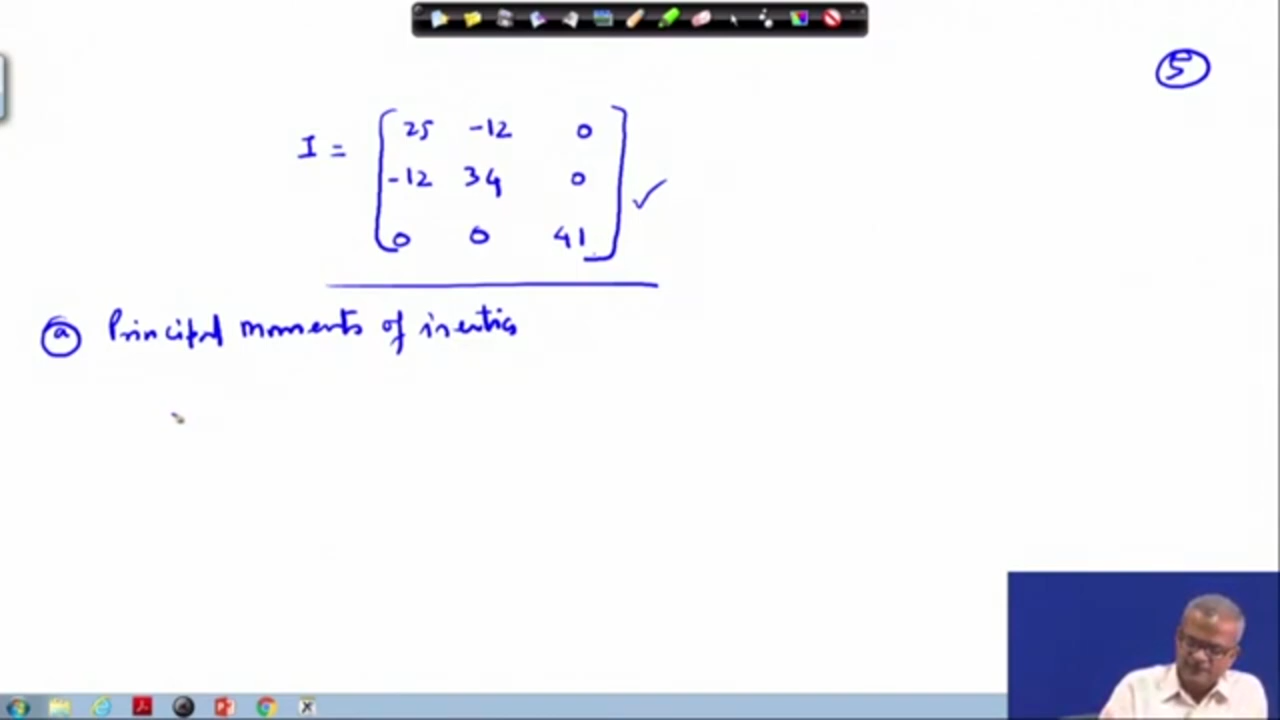 5
I = [ 25 -12 0
-12 34 0
0 0 41 ] ✓
a Principal moments of inertia